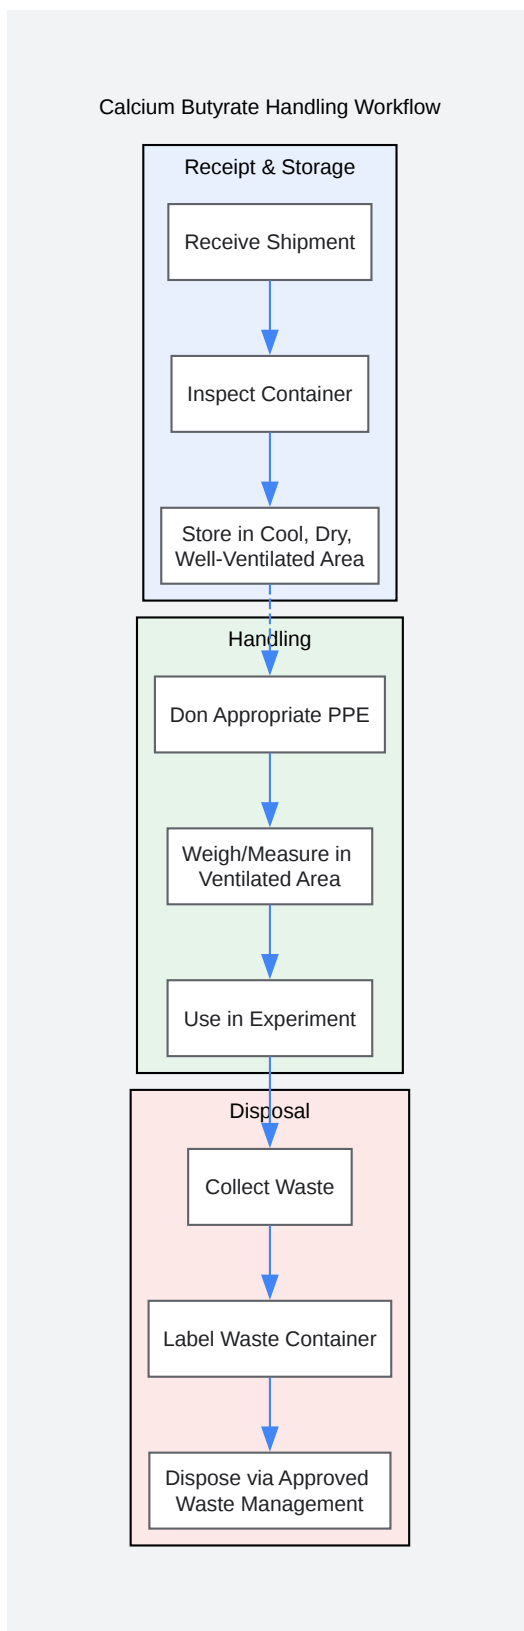 Calcium Butyrate Handling Workflow
Receipt & Storage
Receive Shipment
Inspect Container
Store in Cool, Dry,
Well-Ventilated Area
Handling
Don Appropriate PPE
Weigh/Measure in
Ventilated Area
Use in Experiment
Disposal
Collect Waste
Label Waste Container
Dispose via Approved
Waste Management